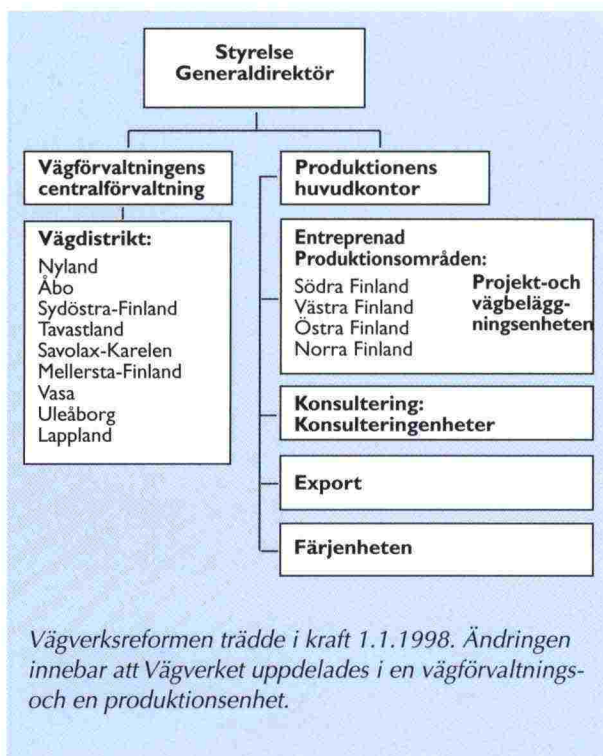 Styrelse
Generaldirektör
Vägförvaltningens
centralförvaltning
Vägdistrikt:
Nyland
Åbo
Sydöstra-Finland
Tavastland
Savolax-Karelen
Mellersta-Finland
Vasa
Uleåborg
Lappland
Produktionens
huvudkontor
Entreprenad
Produktionsområden:
Södra Finland
Västra Finland
Östra Finland
Norra Finland
Projekt-och
vägbelägg-
ningsenheten
Konsultering:
Konsulteringenheter
Export
Färjenheten
Vägverksreformen trädde i kraft 1.1.1998. Ändringen
innebar att Vägverket uppdelades i en vägförvaltnings-
och en produktionsenhet.